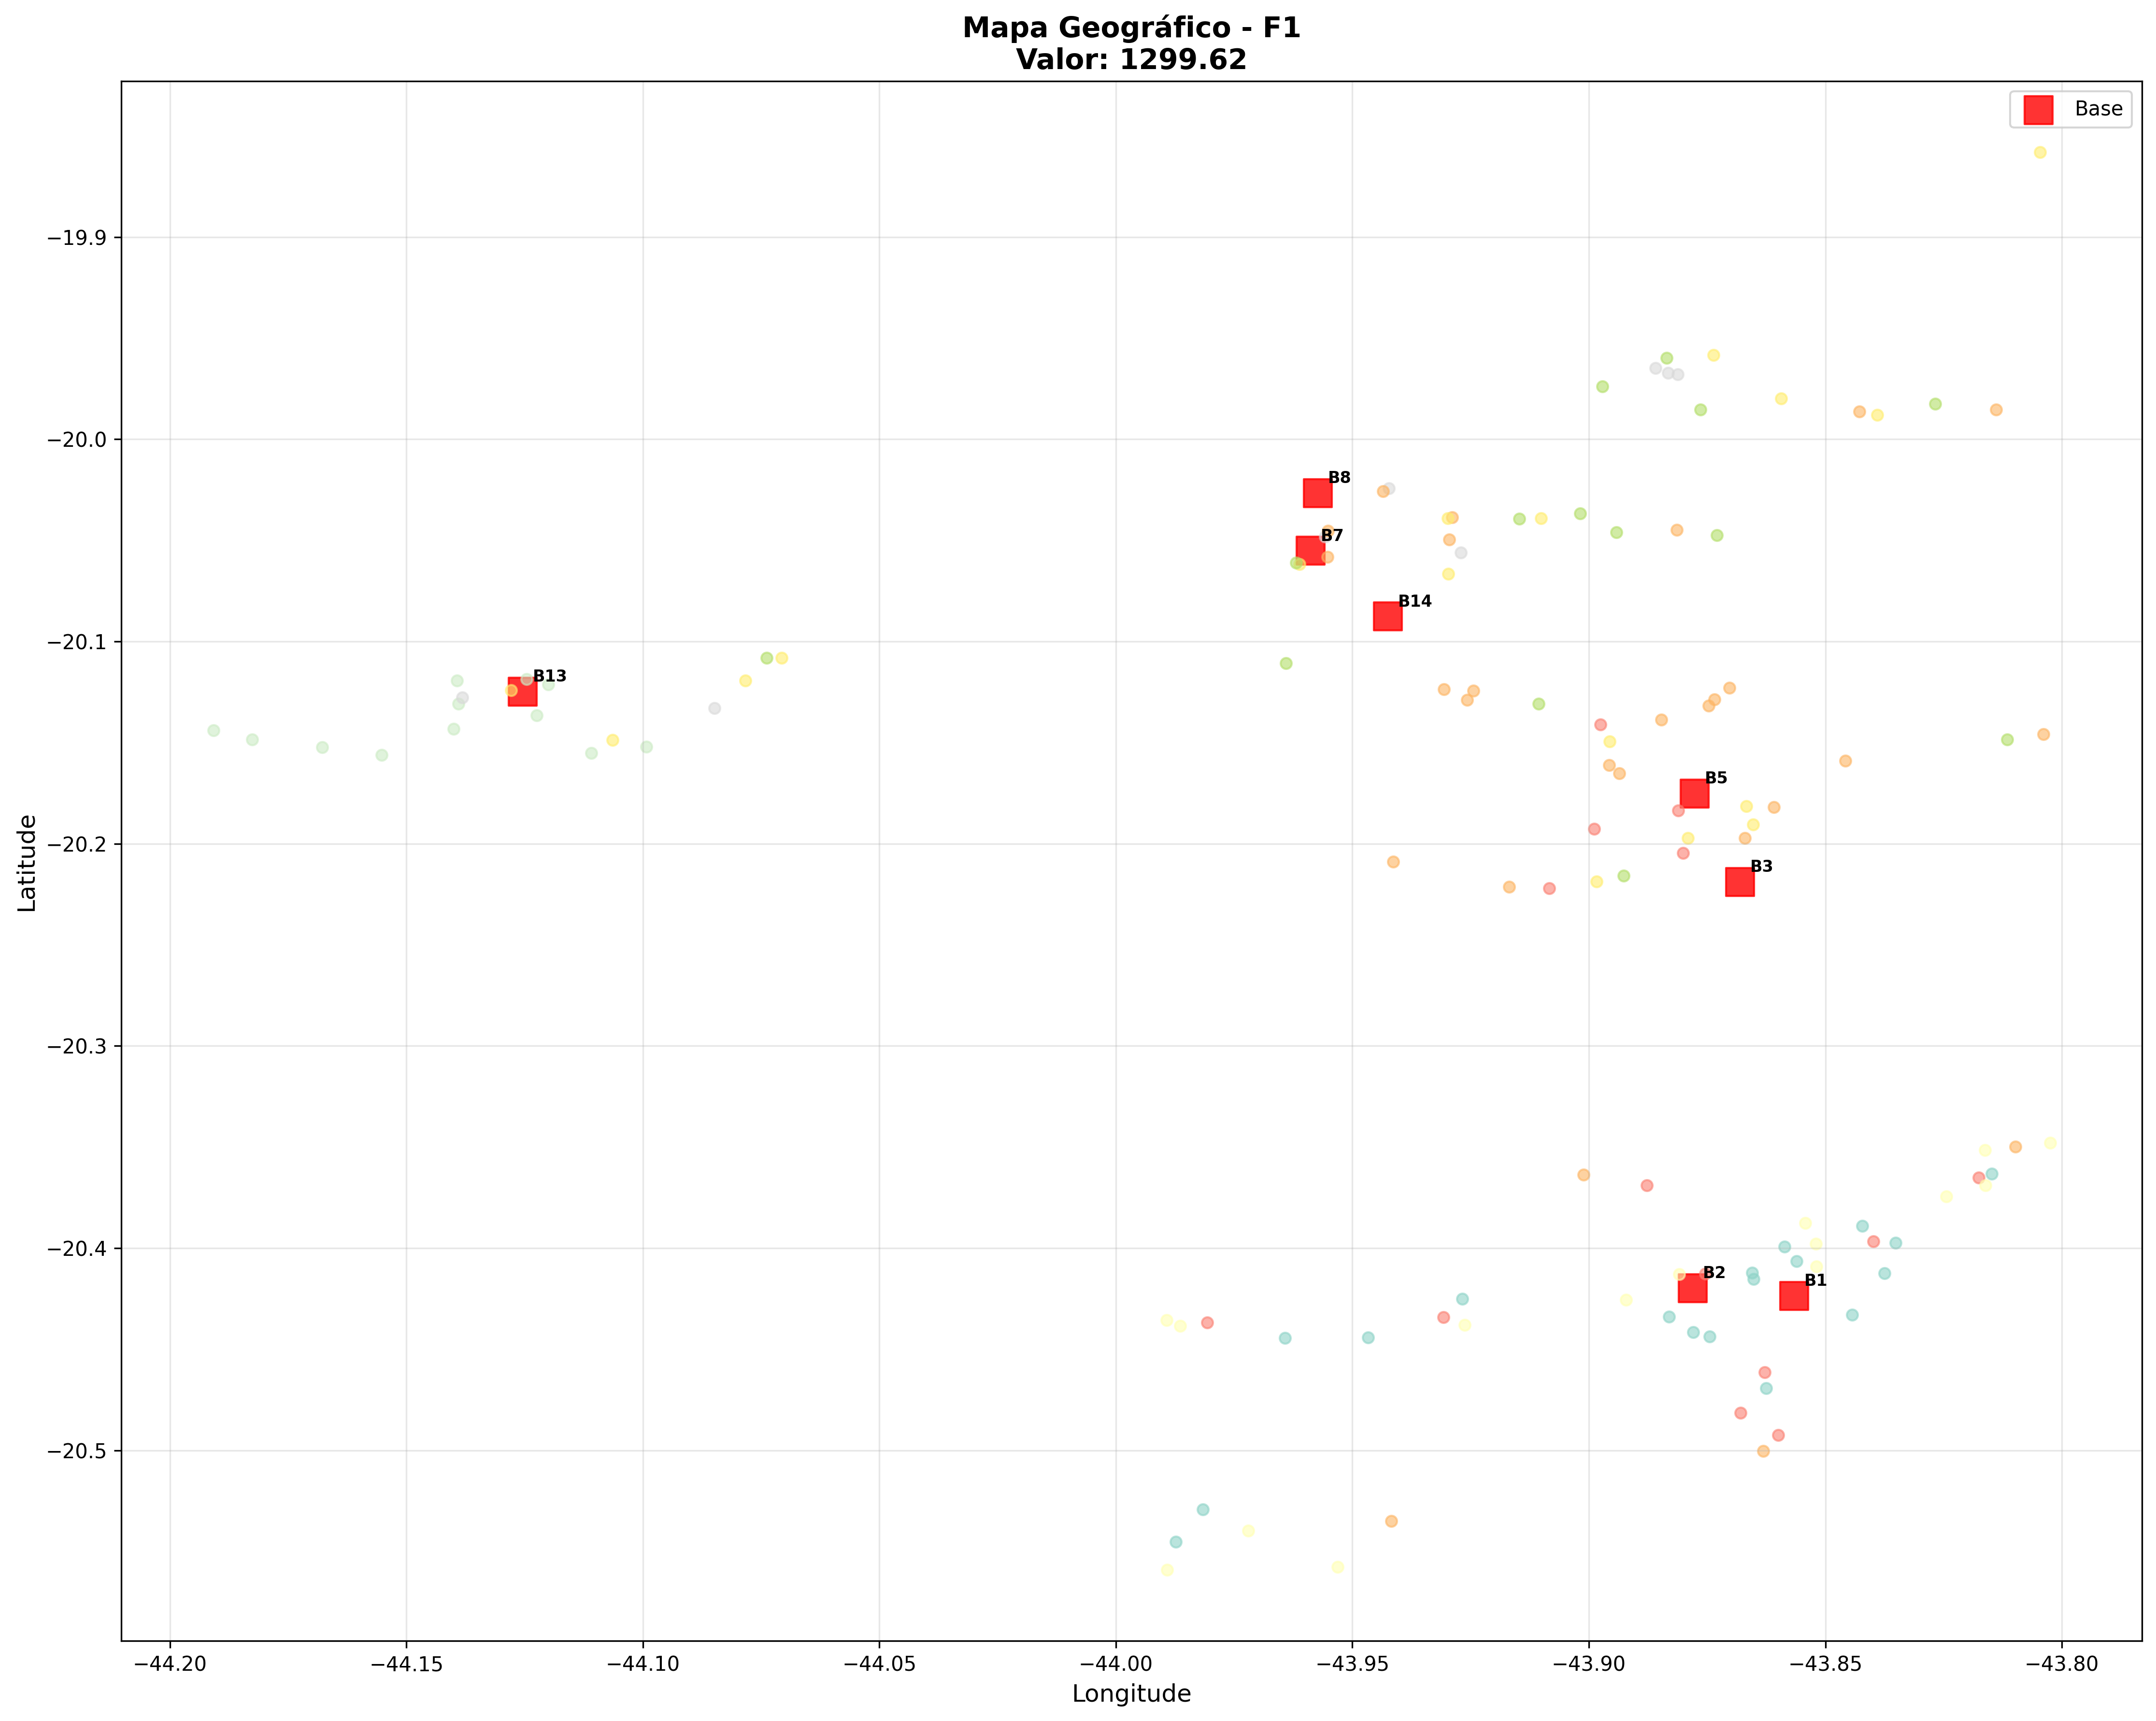 Mapa Geográfico - F1
Valor: 1299.62
Base
−19.9
−20.0
B8
B7
B14
−20.1
B13
B5
−20.2
B3
Latitude
−20.3
−20.4
B2
B1
−20.5
−44.20
−44.15
−44.10
−44.05
−44.00
−43.95
−43.90
−43.85
−43.80
Longitude